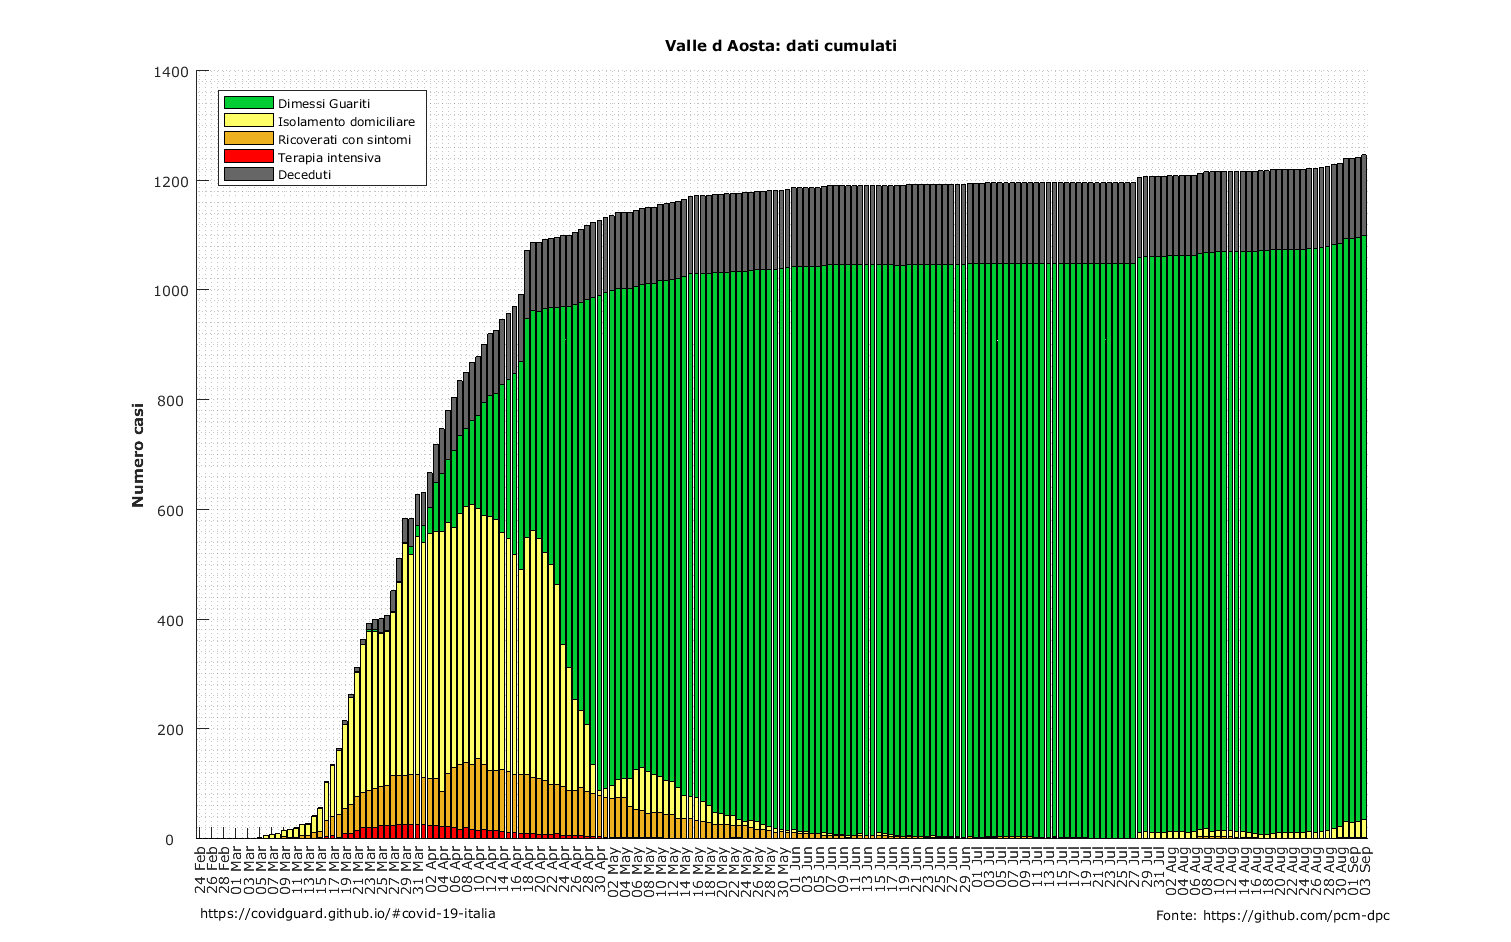 Valle d Aosta: dati cumulati
1400
1200
1000
800
600
400
200
0
Numero casi
Dimessi Guariti
Isolamento domiciliare
Ricoverati con sintomi
Terapia intensiva
Deceduti
24 Feb
26 Feb
28 Feb
01 Mar
03 Mar
05 Mar
07 Mar
09 Mar
11 Mar
13 Mar
15 Mar
17 Mar
19 Mar
21 Mar
23 Mar
25 Mar
27 Mar
29 Mar
31 Mar
02 Apr
04 Apr
06 Apr
08 Apr
10 Apr
12 Apr
14 Apr
16 Apr
18 Apr
20 Apr
22 Apr
24 Apr
26 Apr
28 Apr
30 Apr
02 May
04 May
06 May
08 May
10 May
12 May
14 May
16 May
18 May
20 May
22 May
24 May
26 May
28 May
30 May
01 Jun
03 Jun
05 Jun
07 Jun
09 Jun
11 Jun
13 Jun
15 Jun
17 Jun
19 Jun
21 Jun
23 Jun
25 Jun
27 Jun
29 Jun
01 Jul
03 Jul
05 Jul
07 Jul
09 Jul
11 Jul
13 Jul
15 Jul
17 Jul
19 Jul
21 Jul
23 Jul
25 Jul
27 Jul
29 Jul
31 Jul
02 Aug
04 Aug
06 Aug
08 Aug
10 Aug
12 Aug
14 Aug
16 Aug
18 Aug
20 Aug
22 Aug
24 Aug
26 Aug
28 Aug
30 Aug
01 Sep
03 Sep
https://covidguard.github.io/#covid-19-italia
Fonte: https://github.com/pcm-dpc